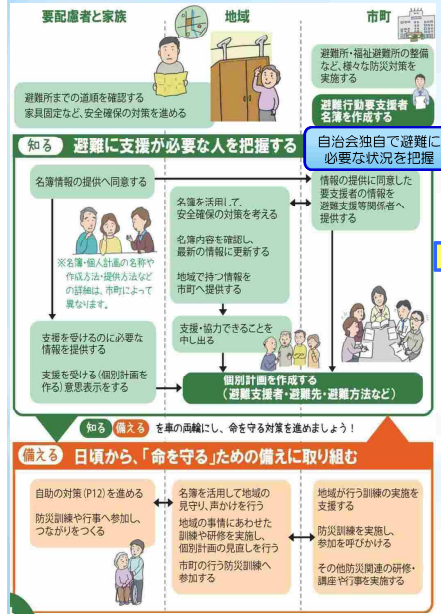 要配慮者と家族
地域
市町
避難所までの道順を確認する
家具固定など、安全確保の対策を進める
避難所・福祉避難所の整備
など、様々な防災対策を
実施する
避難行動要支援者
名簿を作成する
知る 避難に支援が必要な人を把握する
自治会独自で避難に
必要な状況を把握
名簿情報の提供へ同意する
※名簿・個人計画の名称や
作成方法・提供方法など
の詳細は、市町によって
異なります。
支援を受けるのに必要な
情報を提供する
支援を受ける(個別計画を
作る)意思表示をする
名簿を活用して、
安全確保の対策を考える
名簿内容を確認し、
最新の情報に更新する
地域で持つ情報を
市町へ提供する
支援・協力できることを
申し出る
情報の提供に同意した
要支援者の情報を
避難支援等関係者へ
提供する
個別計画を作成する
(避難支援者・避難先・避難方法など)
知る 備える を車の両輪にし、命を守る対策を進めましょう!
備える 日頃から、「命を守る」ための備えに取り組む
自助の対策(P12)を進める
防災訓練や行事へ参加し、
つながりをつくる
名簿を活用して地域の
見守り、声かけを行う
地域の事情にあわせた
訓練や研修を実施し、
個別計画の見直しを行う
市町の行う防災訓練へ
参加する
地域が行う訓練の実施を
支援する
防災訓練を実施し、
参加を呼びかける
その他防災関連の研修・
講座や行事を実施する